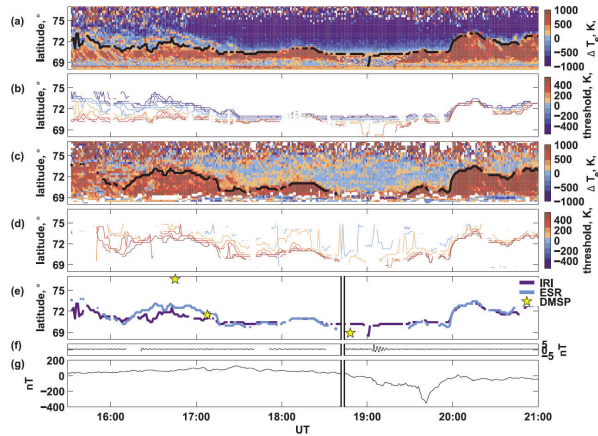 (a)
latitude, °
75
72
69
1000
500
0
−500
−1000
Δ Tₑ, K,
(b)
latitude, °
75
72
69
400
200
0
−200
−400
threshold, K,
(c)
latitude, °
75
72
69
1000
500
0
−500
−1000
Δ Tₑ, K,
(d)
latitude, °
75
72
69
400
200
0
−200
−400
threshold, K,
(e)
latitude, °
75
72
69
IRI
ESR
DMSP
(f)
5
0
−5
nT
(g)
nT
200
0
−200
−400
16:00 17:00 18:00 19:00 20:00 21:00
UT